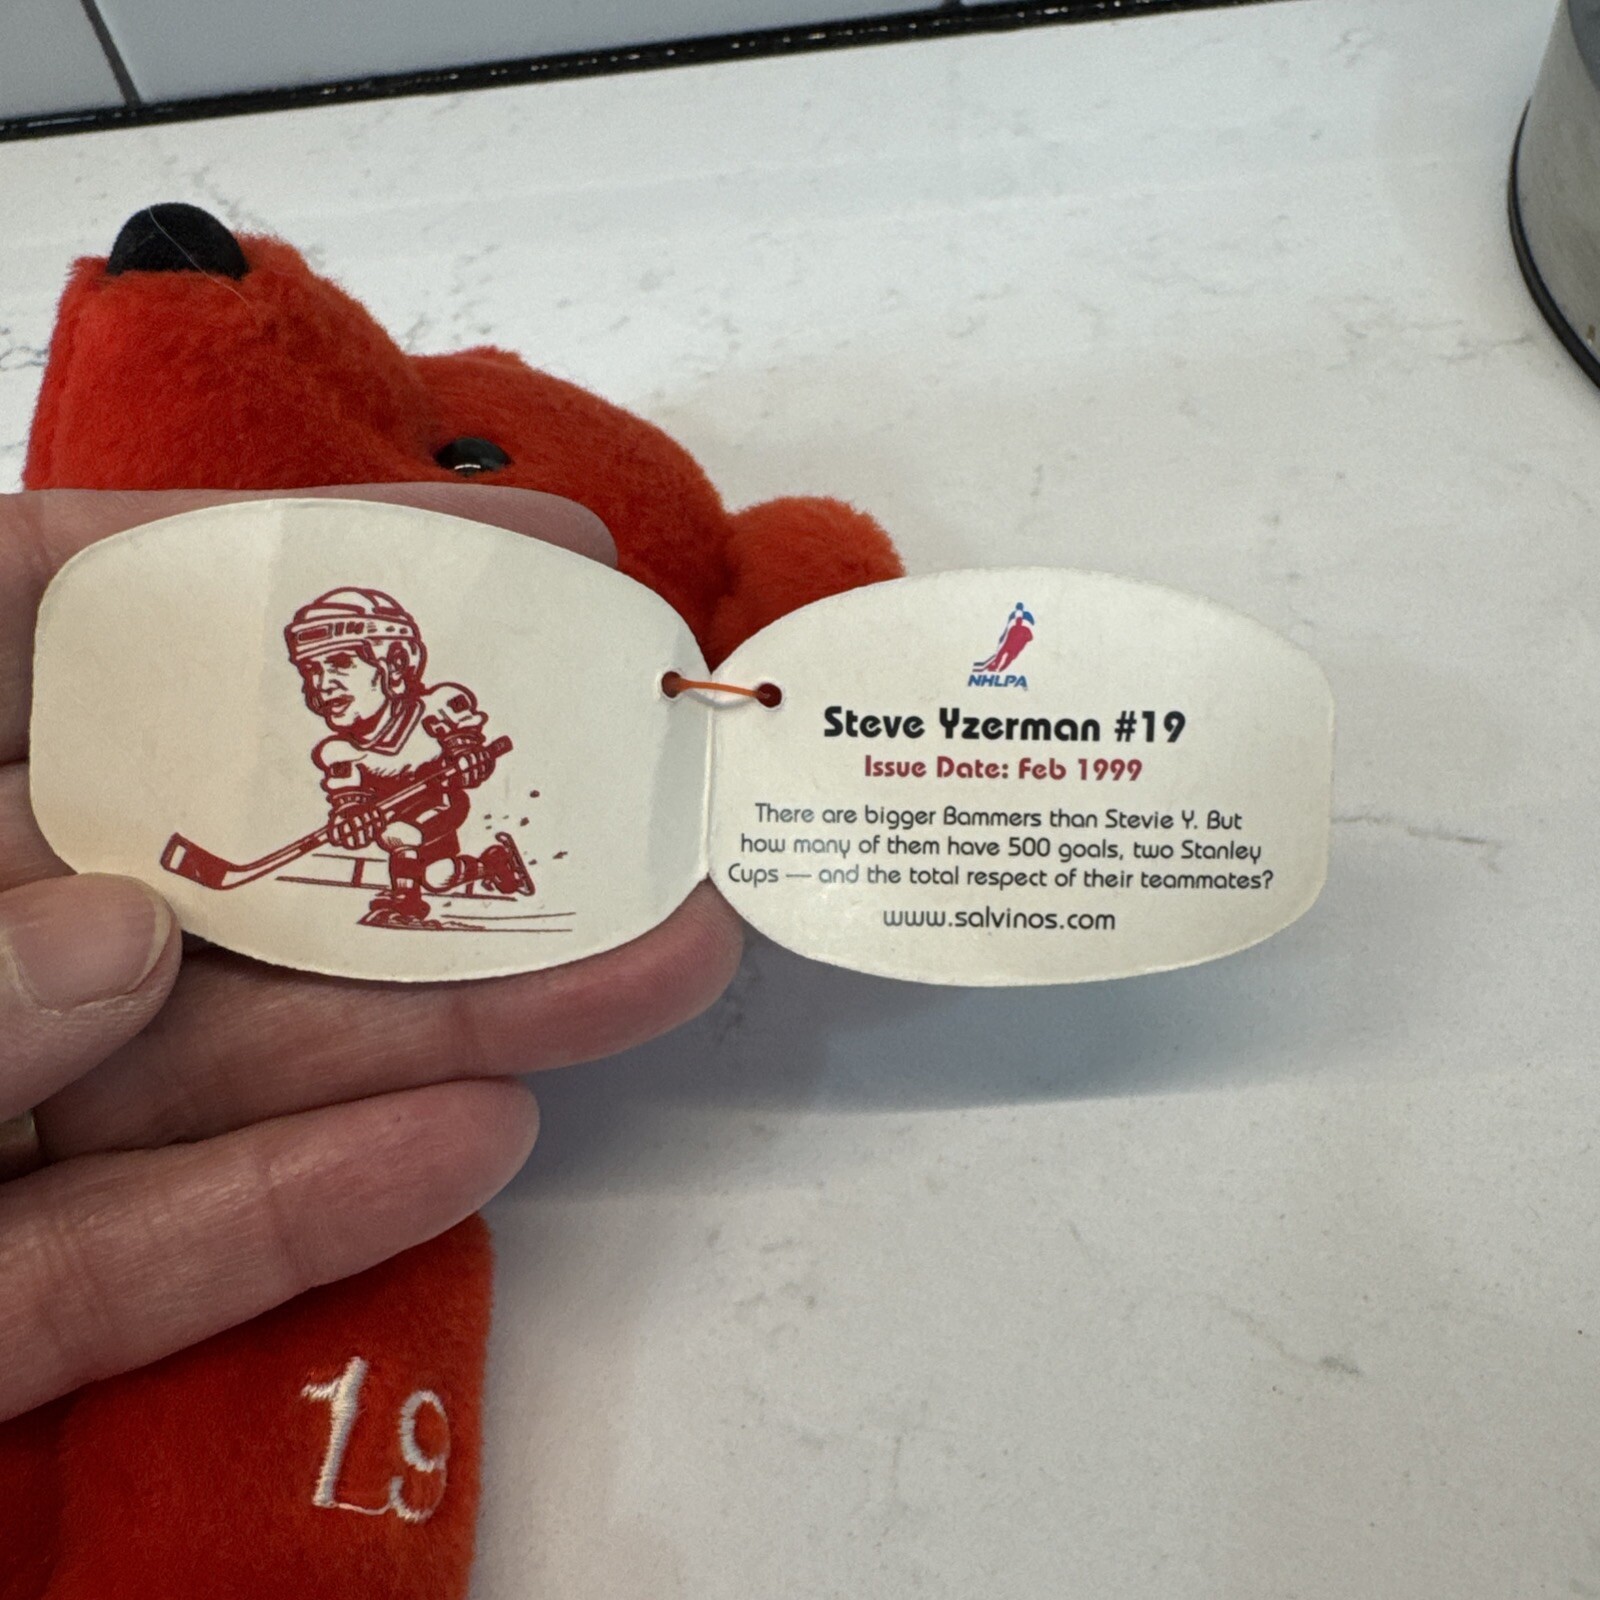 NHLPA
Steve Yzerman #19
Issue Date: Feb 1999
There are bigger Bammers than Stevie Y. But
how many of them have 500 goals, two Stanley
Cups — and the total respect of their teammates?
www.salvinos.com
19